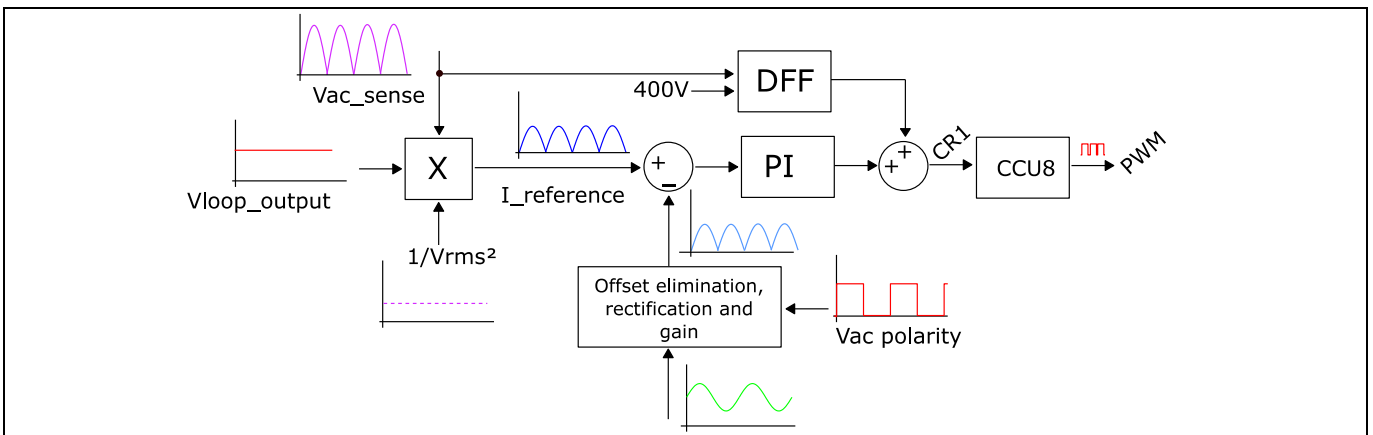 Vac_sense
400V
DFF
Vloop_output
X
I_reference
+
−
PI
+
+
CR1
CCU8
PWM
1/Vrms²
Offset elimination,
rectification and
gain
Vac polarity